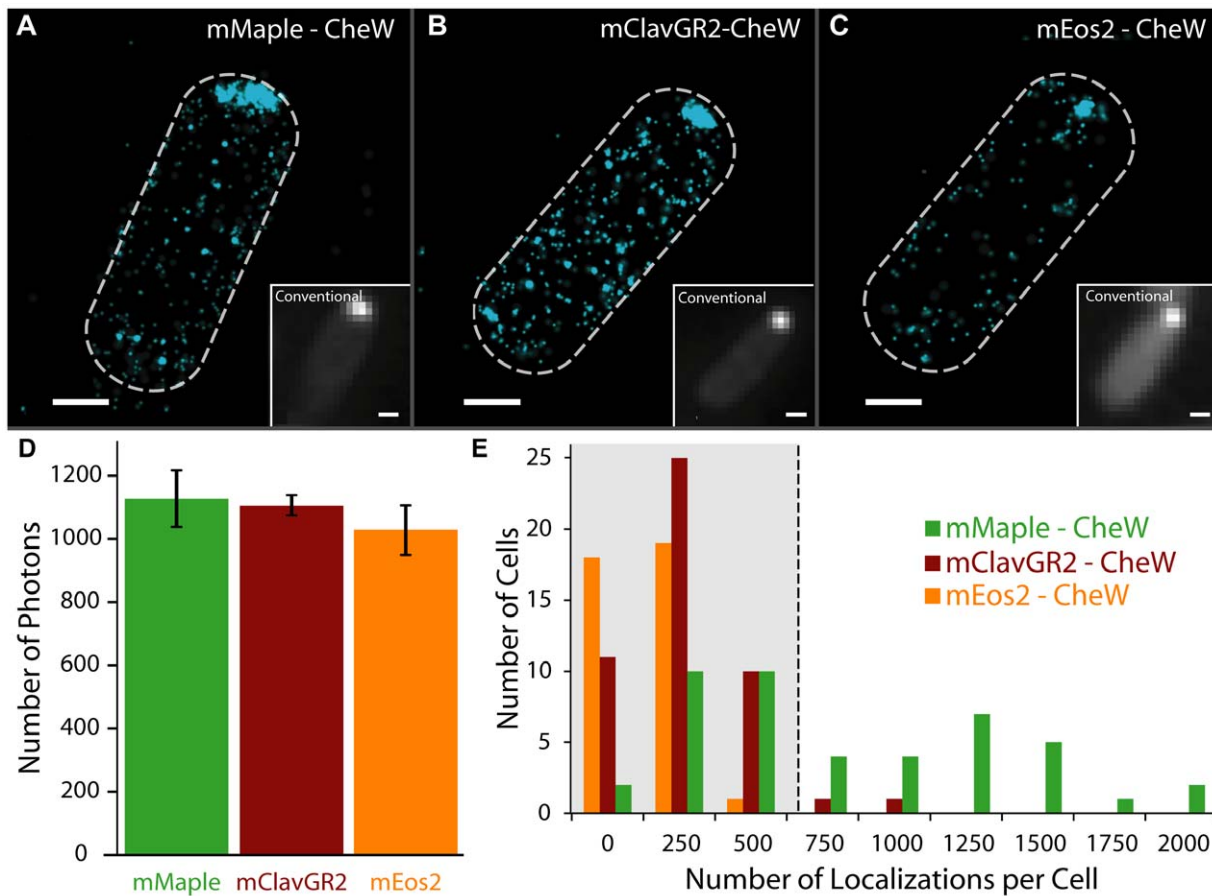 A
mMaple - CheW
Conventional
B
mClavGR2-CheW
Conventional
C
mEos2 - CheW
Conventional
D
Number of Photons
1200
1000
800
600
400
200
0
mMaple
mClavGR2
mEos2
E
Number of Cells
25
20
15
10
5
0
mMaple - CheW
mClavGR2 - CheW
mEos2 - CheW
0 250 500 750 1000 1250 1500 1750 2000
Number of Localizations per Cell